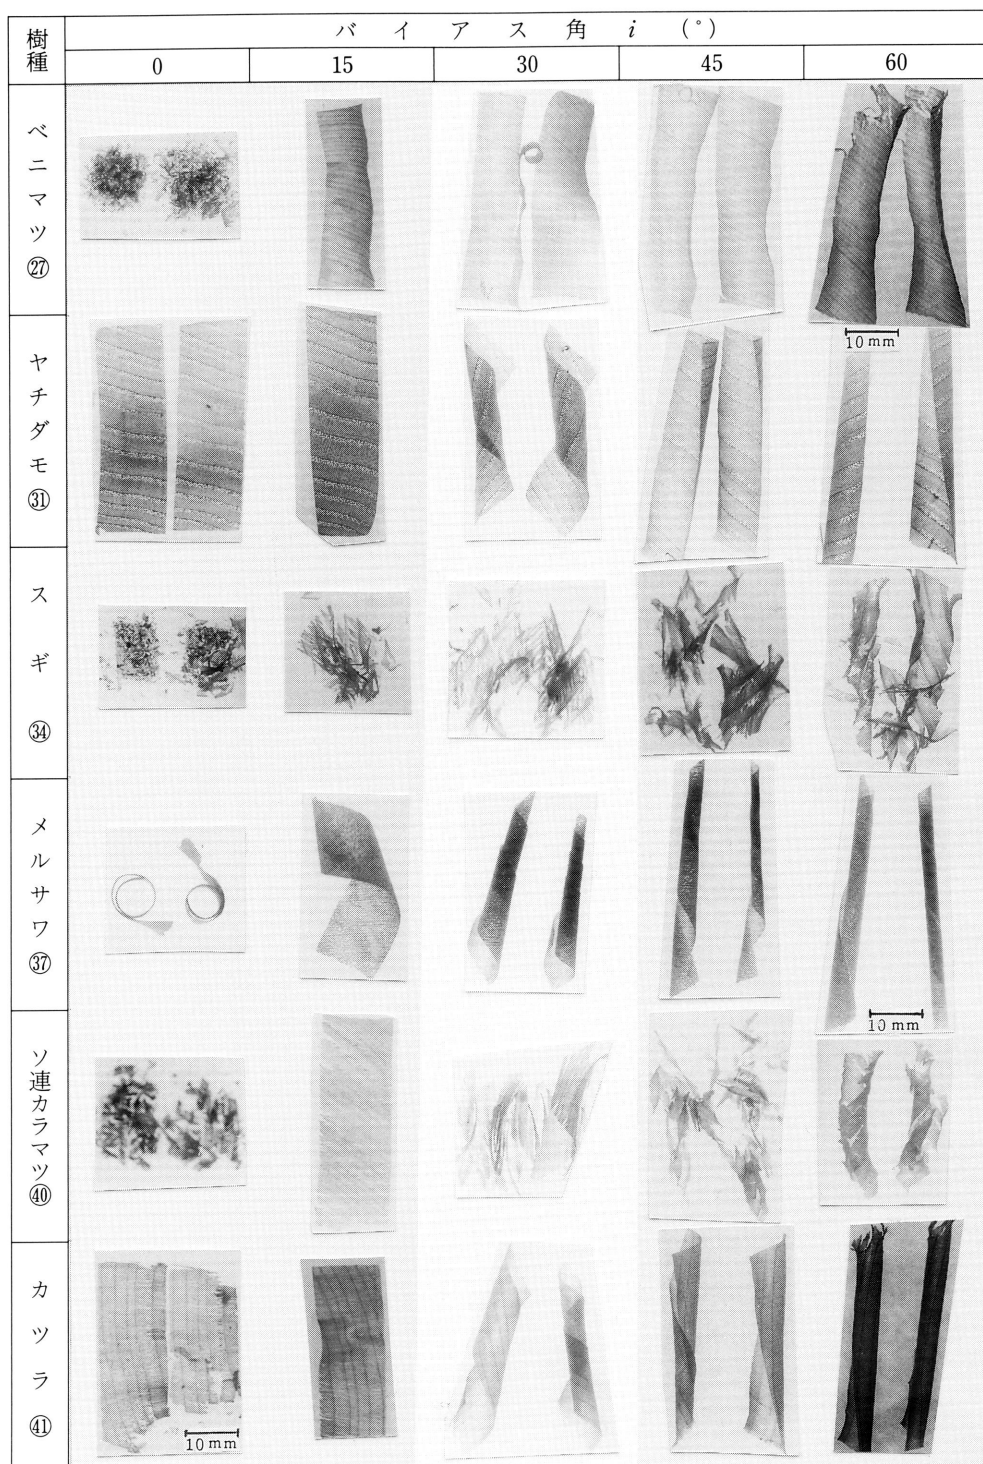 樹種
バイアス角 i (°)
0 15 30 45 60
ベニマツ㉗
10 mm
ヤチダモ㉛
スギ㉞
メルサワ㊲
10 mm
ソ連カラマツ㊵
カツラ㊶
10 mm